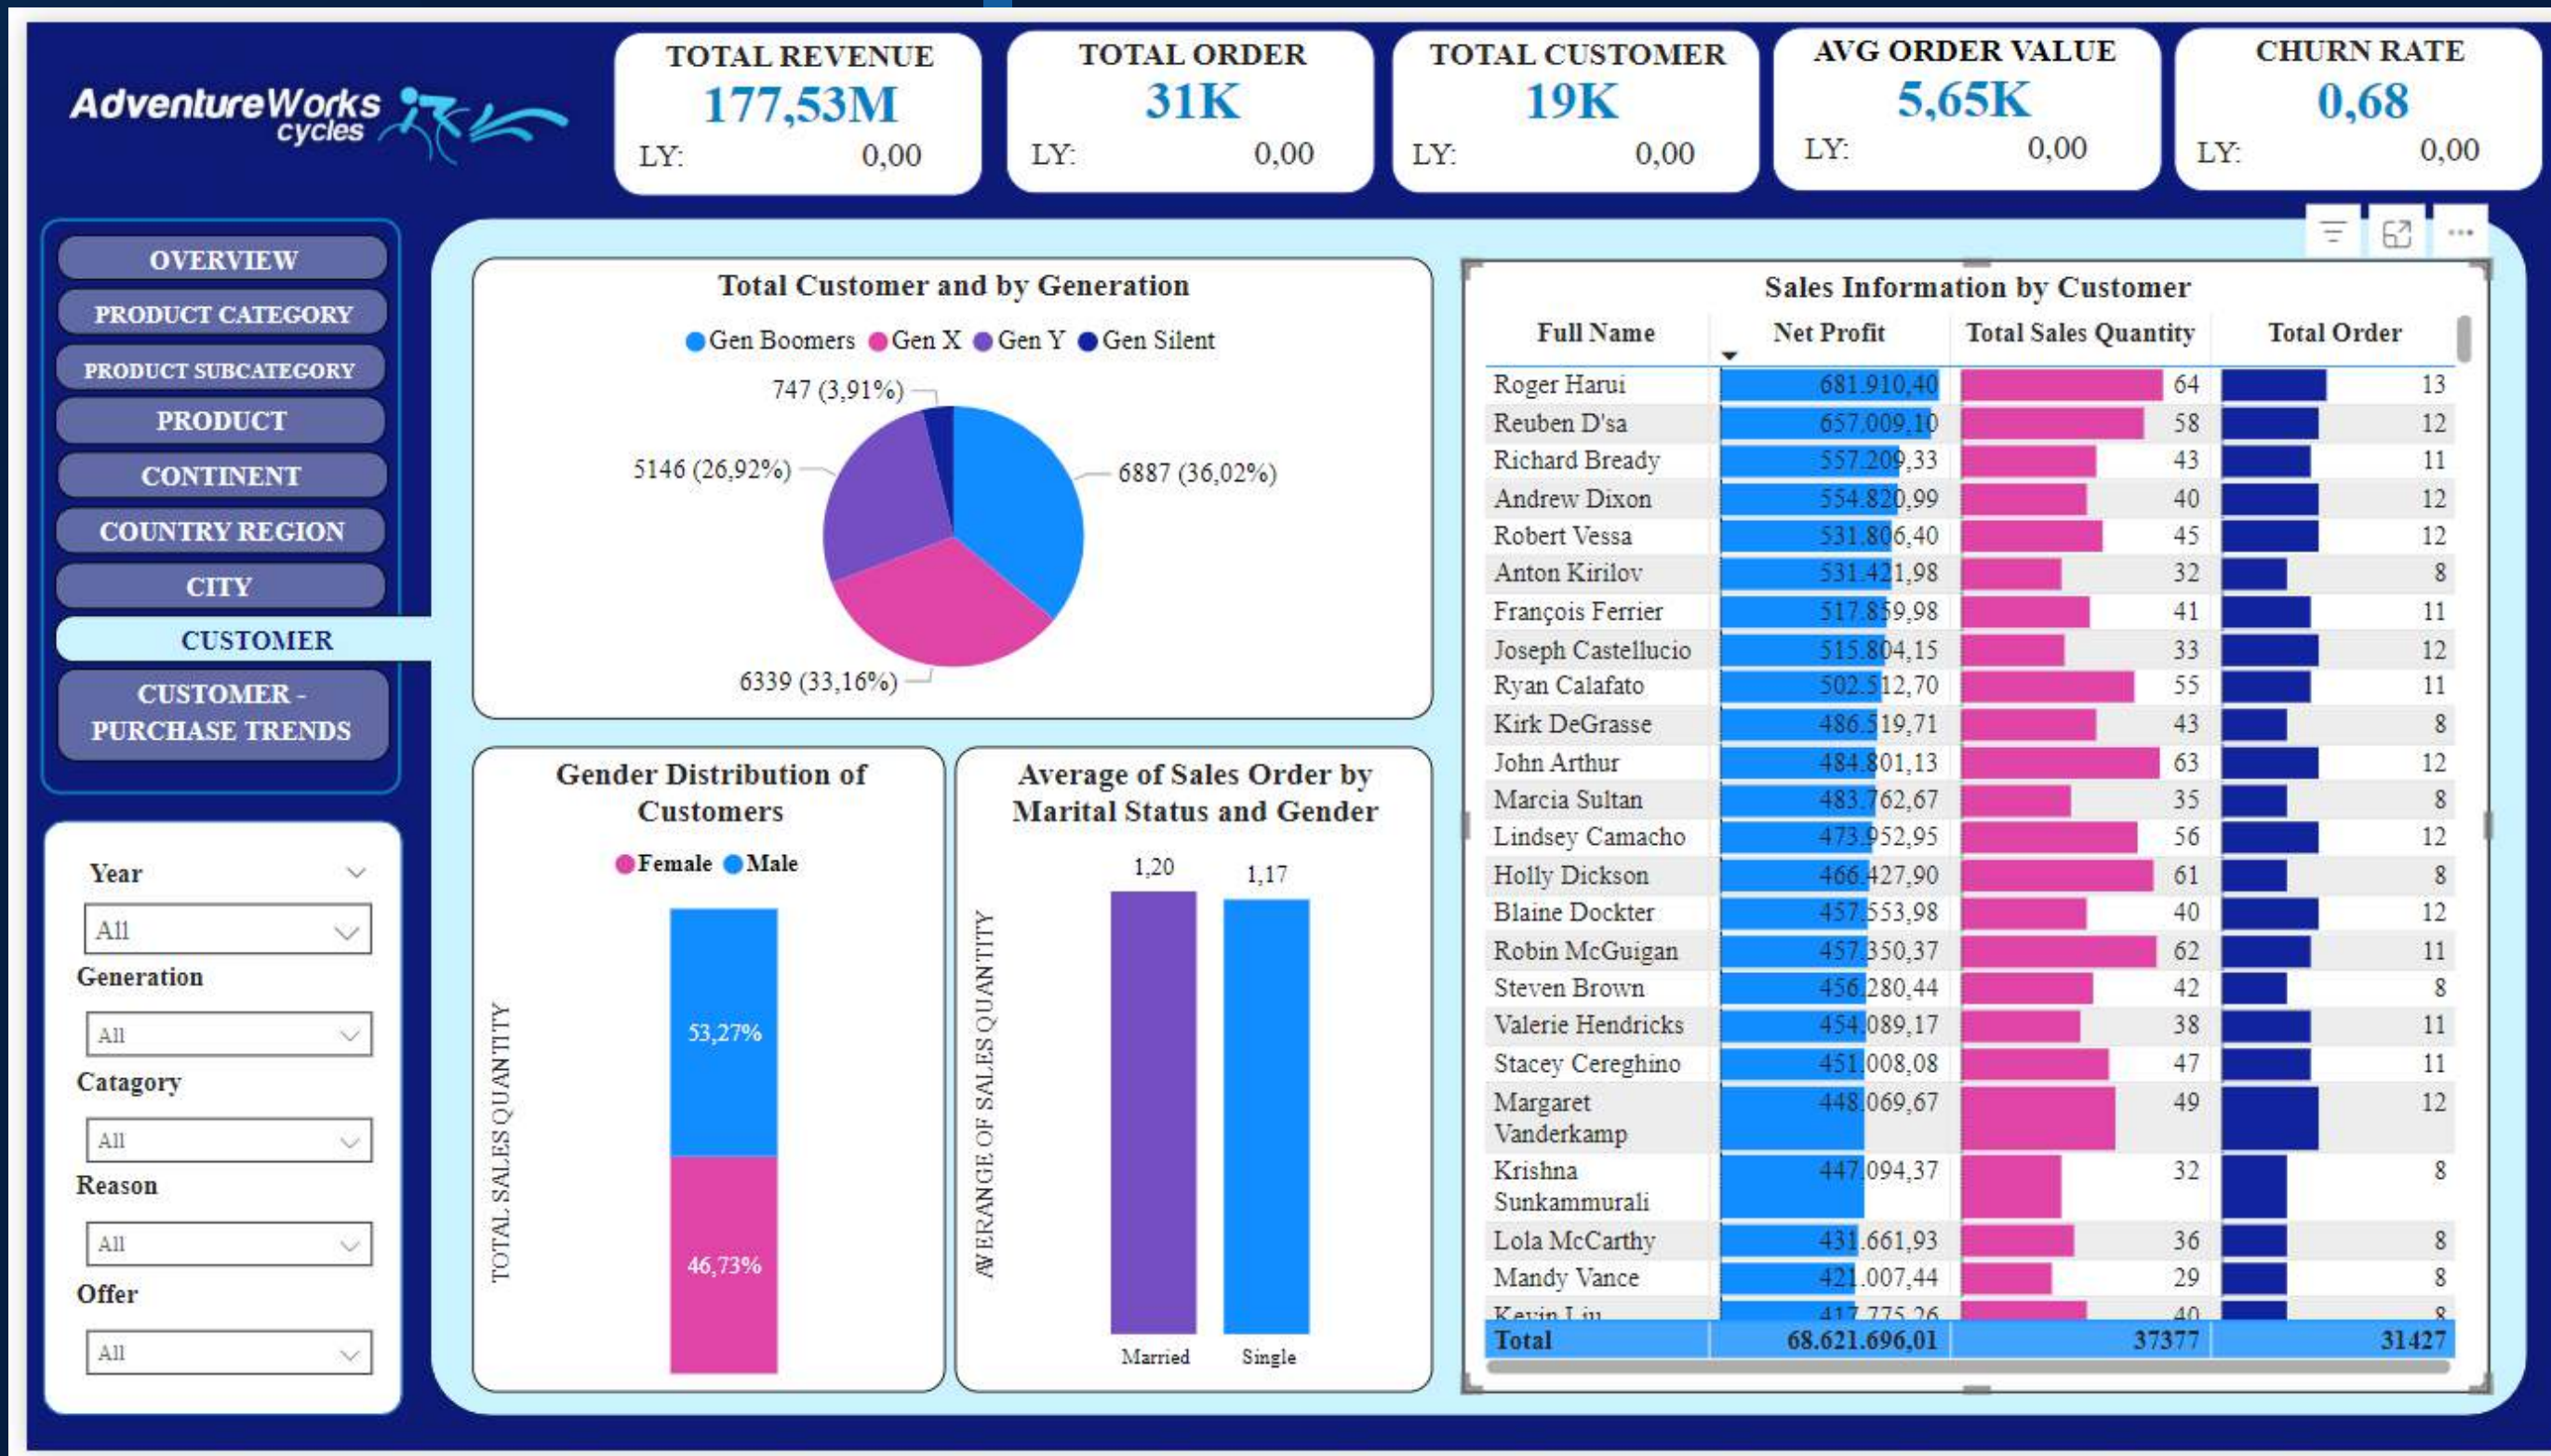 AdventureWorks
cycles
TOTAL REVENUE
177,53M
LY: 0,00
TOTAL ORDER
31K
LY: 0,00
TOTAL CUSTOMER
19K
LY: 0,00
AVG ORDER VALUE
5,65K
LY: 0,00
CHURN RATE
0,68
LY: 0,00
OVERVIEW
PRODUCT CATEGORY
PRODUCT SUBCATEGORY
PRODUCT
CONTINENT
COUNTRY REGION
CITY
CUSTOMER
CUSTOMER -
PURCHASE TRENDS
Year
All
Generation
All
Catagory
All
Reason
All
Offer
All
Total Customer and by Generation
Gen Boomers Gen X Gen Y Gen Silent
747 (3,91%)
5146 (26,92%)
6887 (36,02%)
6339 (33,16%)
Gender Distribution of
Customers
Female Male
TOTAL SALES QUANTITY
53,27%
46,73%
Average of Sales Order by
Marital Status and Gender
AVERANGE OF SALES QUANTITY
1,20
1,17
Married Single
Sales Information by Customer
Full Name Net Profit Total Sales Quantity Total Order
Roger Harui 681.910,40 64 13
Reuben D'sa 657.009,10 58 12
Richard Bready 557.209,33 43 11
Andrew Dixon 554.820,99 40 12
Robert Vessa 531.806,40 45 12
Anton Kirilov 531.421,98 32 8
François Ferrier 517.859,98 41 11
Joseph Castellucio 515.804,15 33 12
Ryan Calafato 502.512,70 55 11
Kirk DeGrasse 486.519,71 43 8
John Arthur 484.801,13 63 12
Marcia Sultan 483.762,67 35 8
Lindsey Camacho 473.952,95 56 12
Holly Dickson 466.427,90 61 8
Blaine Dockter 457.553,98 40 12
Robin McGuigan 457.350,37 62 11
Steven Brown 456.280,44 42 8
Valerie Hendricks 454.089,17 38 11
Stacey Cereghino 451.008,08 47 11
Margaret 448.069,67 49 12
Vanderkamp
Krishna 447.094,37 32 8
Sunkammurali
Lola McCarthy 431.661,93 36 8
Mandy Vance 421.007,44 29 8
Kevin Liu 417.775,26 40 8
Total 68.621.696,01 37377 31427